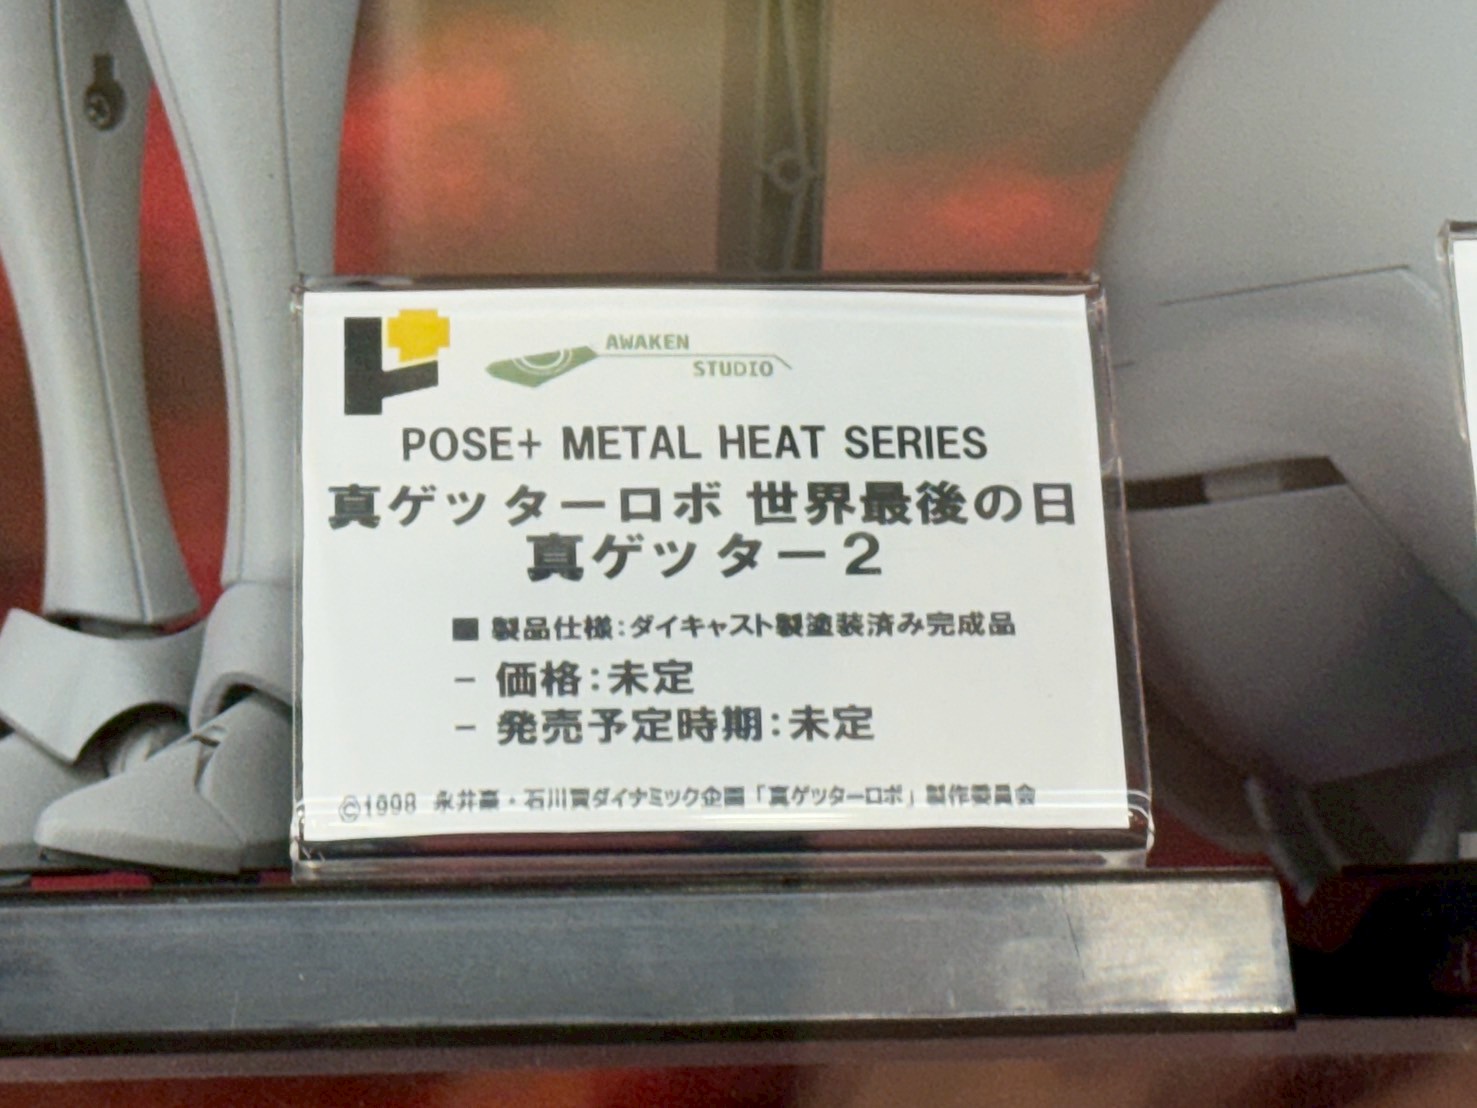 AWAKEN
STUDIO
POSE+ METAL HEAT SERIES
真ゲッターロボ 世界最後の日
真ゲッター2
■ 製品仕様:ダイキャスト製塗装済み完成品
- 価格:未定
- 発売予定時期:未定
©1998 永井豪・石川賢ダイナミック企画「真ゲッターロボ」製作委員会